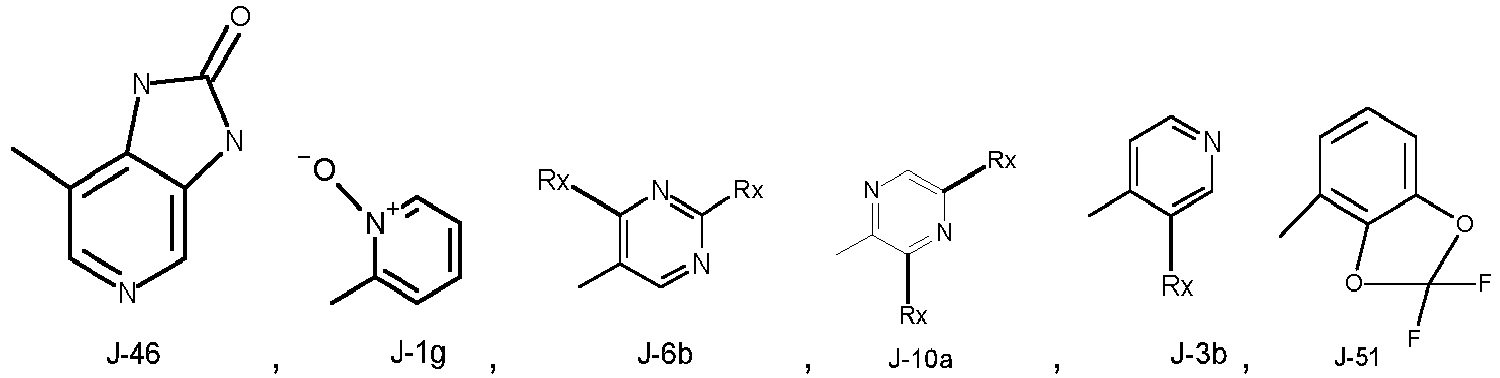 O
N
N
N
J-46
,
−O
N+
J-1g
,
Rx
N
Rx
N
J-6b
,
Rx
N
N
Rx
J-10a
,
N
Rx
J-3b
,
O
O
F
F
J-51